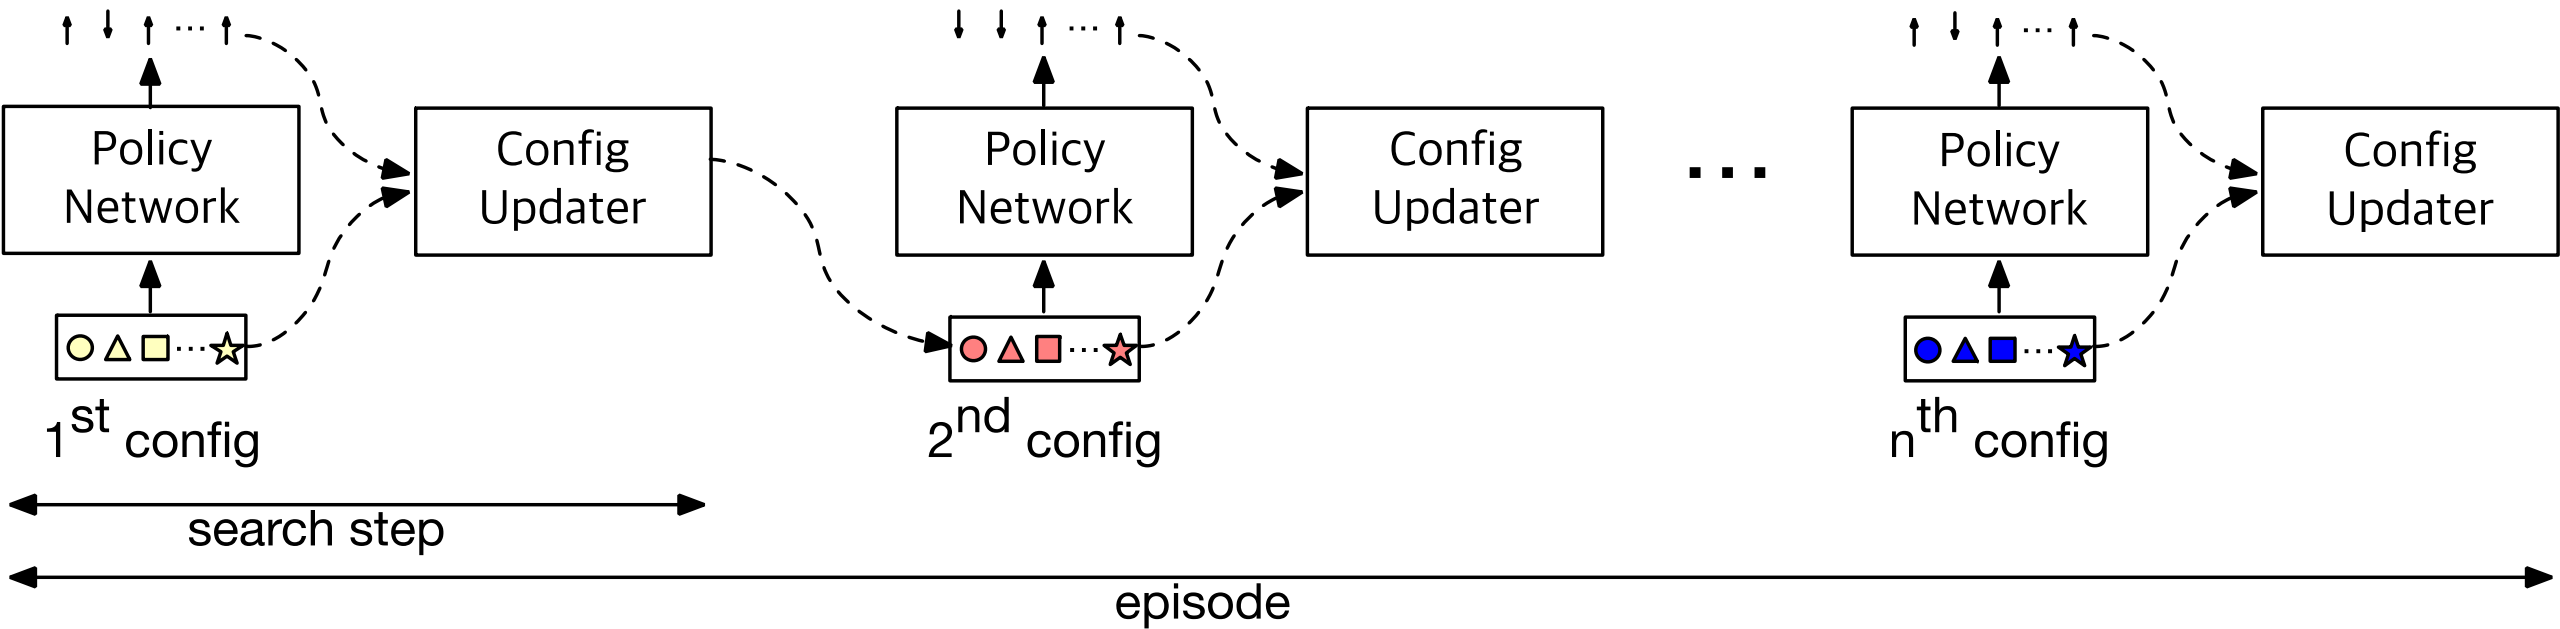 Policy
Network
Config
Updater
Policy
Network
Config
Updater
...
Policy
Network
Config
Updater
1st config
2nd config
nth config
search step
episode